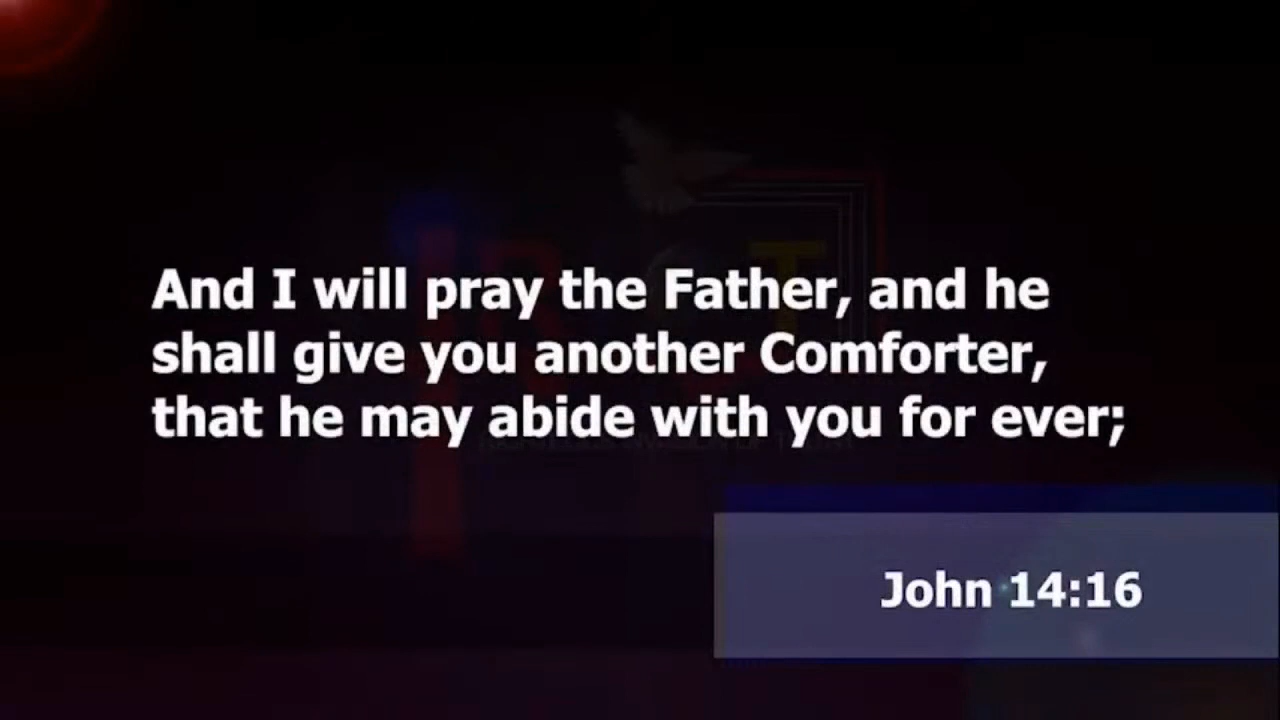 And I will pray the Father, and he
shall give you another Comforter,
that he may abide with you for ever;
John 14:16